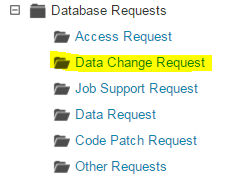 Database Requests
Access Request
Data Change Request
Job Support Request
Data Request
Code Patch Request
Other Requests